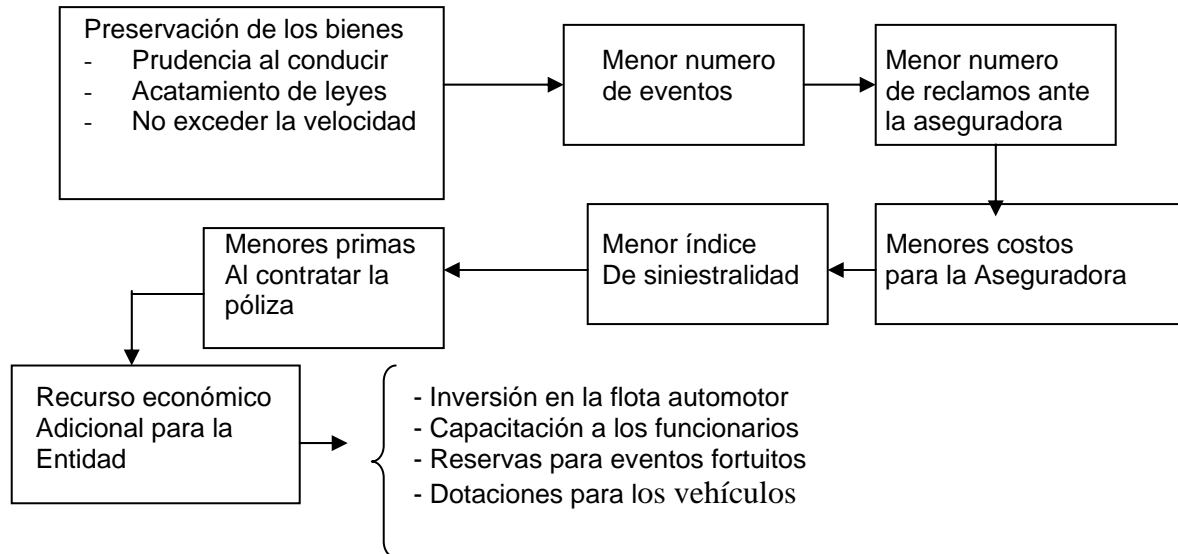 Preservación de los bienes
- Prudencia al conducir
- Acatamiento de leyes
- No exceder la velocidad
Menor numero
de eventos
Menor numero
de reclamos ante
la aseguradora
Menores costos
para la Aseguradora
Menor índice
De siniestralidad
Menores primas
Al contratar la
póliza
Recurso económico
Adicional para la
Entidad
- Inversión en la flota automotor
- Capacitación a los funcionarios
- Reservas para eventos fortuitos
- Dotaciones para los vehículos